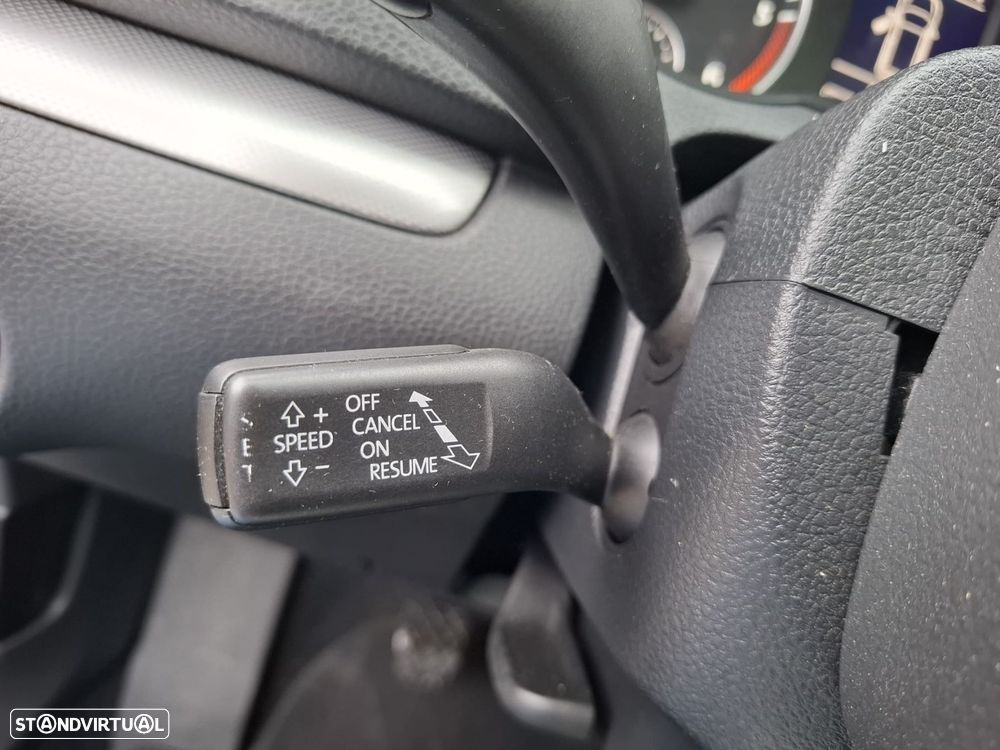 OFF
+
CANCEL
SPEED
ON
–
RESUME
S
E
T
STANDVIRTUAL